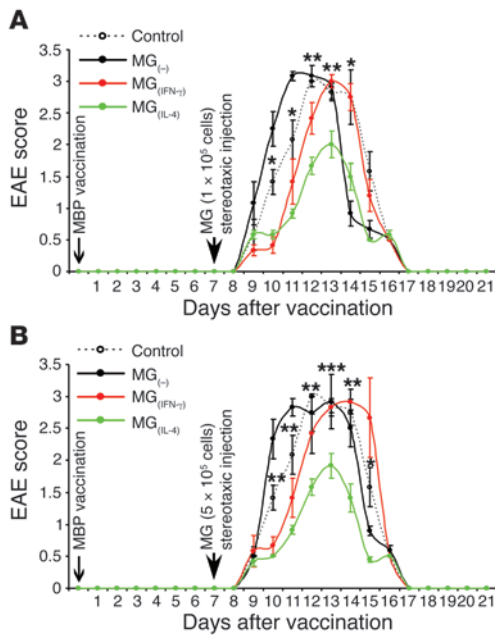 A
Control
MG(–)
MG(IFN-γ)
MG(IL-4)
EAE score
3.5
3
2.5
2
1.5
1
0.5
0
MBP vaccination
MG (1 × 10⁵ cells)
stereotaxic injection
* * ** ** *
1 2 3 4 5 6 7 8 9 10 11 12 13 14 15 16 17 18 19 20 21
Days after vaccination
B
Control
MG(–)
MG(IFN-γ)
MG(IL-4)
EAE score
3.5
3
2.5
2
1.5
1
0.5
0
MBP vaccination
MG (5 × 10⁵ cells)
stereotaxic injection
** ** ** *** ** *
1 2 3 4 5 6 7 8 9 10 11 12 13 14 15 16 17 18 19 20 21
Days after vaccination